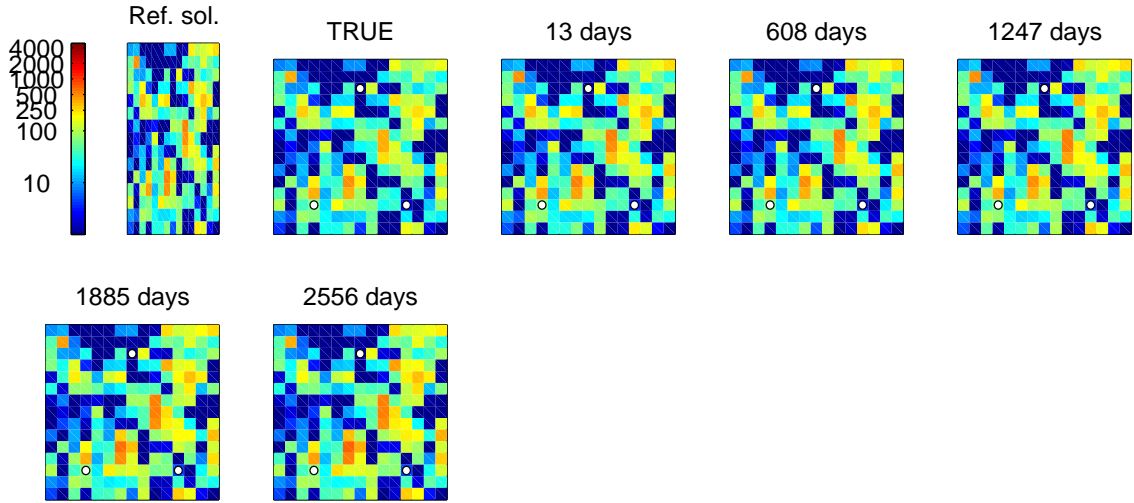 Ref. sol.
TRUE
13 days
608 days
1247 days
4000
2000
1000
500
250
100
10
1885 days
2556 days